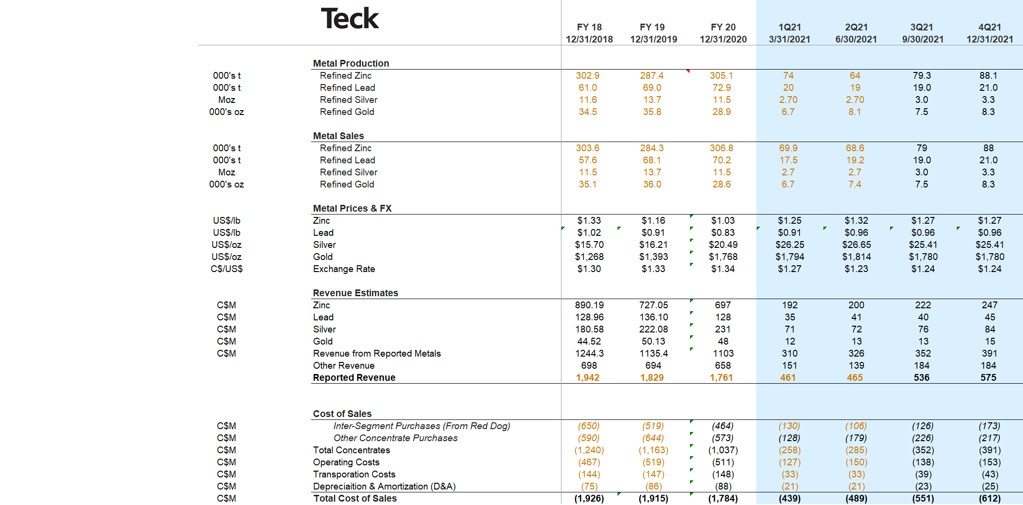 Teck
FY 18 FY 19 FY 20 1Q21 2Q21 3Q21 4Q21
12/31/2018 12/31/2019 12/31/2020 3/31/2021 6/30/2021 9/30/2021 12/31/2021
Metal Production
000's t Refined Zinc 302.9 287.4 305.1 74 64 79.3 88.1
000's t Refined Lead 61.0 69.0 72.9 20 19 19.0 21.0
Moz Refined Silver 11.6 13.7 11.5 2.70 2.70 3.0 3.3
000's oz Refined Gold 34.5 35.8 28.9 6.7 8.1 7.5 8.3
Metal Sales
000's t Refined Zinc 303.6 284.3 306.8 69.9 68.6 79 88
000's t Refined Lead 57.6 68.1 70.2 17.5 19.2 19.0 21.0
Moz Refined Silver 11.5 13.7 11.5 2.7 2.7 3.0 3.3
000's oz Refined Gold 35.1 36.0 28.6 6.7 7.4 7.5 8.3
Metal Prices & FX
US$/lb Zinc $1.33 $1.16 $1.03 $1.25 $1.32 $1.27 $1.27
US$/lb Lead $1.02 $0.91 $0.83 $0.91 $0.96 $0.96 $0.96
US$/oz Silver $15.70 $16.21 $20.49 $26.25 $26.65 $25.41 $25.41
US$/oz Gold $1,268 $1,393 $1,768 $1,794 $1,814 $1,780 $1,780
C$/US$ Exchange Rate $1.30 $1.33 $1.34 $1.27 $1.23 $1.24 $1.24
Revenue Estimates
C$M Zinc 890.19 727.05 697 192 200 222 247
C$M Lead 128.96 136.10 128 35 41 40 45
C$M Silver 180.58 222.08 231 71 72 76 84
C$M Gold 44.52 50.13 48 12 13 13 15
C$M Revenue from Reported Metals 1244.3 1135.4 1103 310 326 352 391
Other Revenue 698 694 658 151 139 184 184
Reported Revenue 1,942 1,829 1,761 461 465 536 575
Cost of Sales
C$M Inter-Segment Purchases (From Red Dog) (650) (519) (464) (130) (106) (126) (173)
C$M Other Concentrate Purchases (590) (644) (573) (128) (179) (226) (217)
C$M Total Concentrates (1,240) (1,163) (1,037) (258) (285) (352) (391)
C$M Operating Costs (467) (519) (511) (127) (150) (138) (153)
C$M Transporation Costs (144) (147) (148) (33) (33) (39) (43)
C$M Depreciaition & Amortization (D&A) (75) (86) (88) (21) (21) (23) (25)
C$M Total Cost of Sales (1,926) (1,915) (1,784) (439) (489) (551) (612)